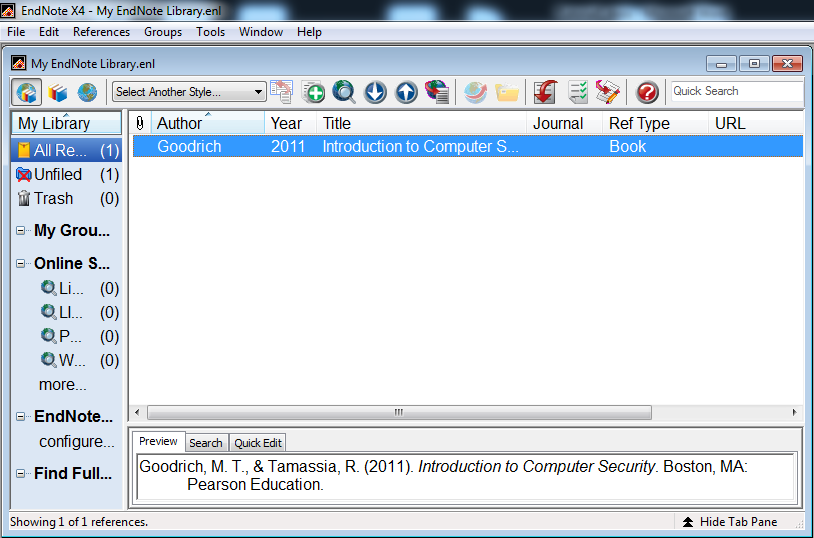 EndNote X4 - My EndNote Library.enl
File Edit References Groups Tools Window Help
My EndNote Library.enl
Select Another Style... Quick Search
My Library Author Year Title Journal Ref Type URL
All Re... (1) Goodrich 2011 Introduction to Computer S... Book
Unfiled (1)
Trash (0)
My Grou...
Online S...
Li... (0)
LI... (0)
P... (0)
W... (0)
more...
EndNote...
configure...
Find Full...
Preview Search Quick Edit
Goodrich, M. T., & Tamassia, R. (2011). Introduction to Computer Security. Boston, MA:
Pearson Education.
Showing 1 of 1 references. Hide Tab Pane